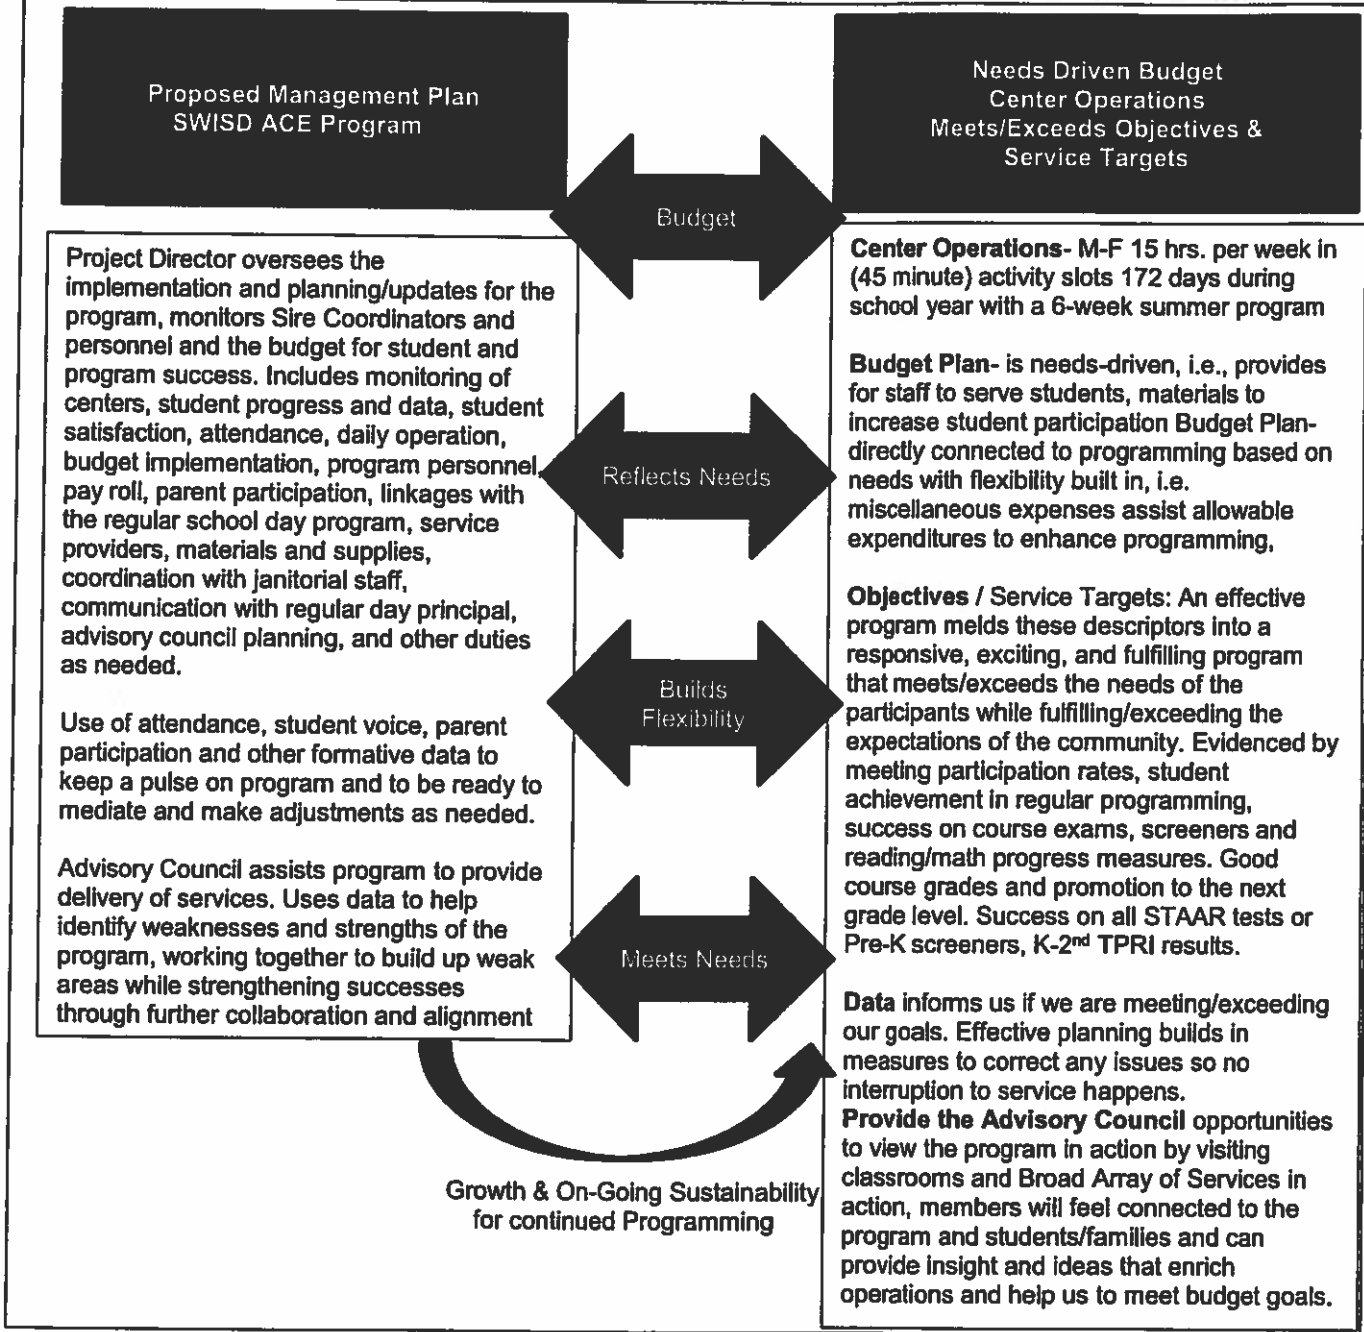 Proposed Management Plan
SWISD ACE Program
Needs Driven Budget
Center Operations
Meets/Exceeds Objectives &
Service Targets
Budget
Reflects Needs
Builds
Flexibility
Meets Needs
Project Director oversees the
implementation and planning/updates for the
program, monitors Sire Coordinators and
personnel and the budget for student and
program success. Includes monitoring of
centers, student progress and data, student
satisfaction, attendance, daily operation,
budget implementation, program personnel,
pay roll, parent participation, linkages with
the regular school day program, service
providers, materials and supplies,
coordination with janitorial staff,
communication with regular day principal,
advisory council planning, and other duties
as needed.
Use of attendance, student voice, parent
participation and other formative data to
keep a pulse on program and to be ready to
mediate and make adjustments as needed.
Advisory Council assists program to provide
delivery of services. Uses data to help
identify weaknesses and strengths of the
program, working together to build up weak
areas while strengthening successes
through further collaboration and alignment
Center Operations- M-F 15 hrs. per week in
(45 minute) activity slots 172 days during
school year with a 6-week summer program
Budget Plan- is needs-driven, i.e., provides
for staff to serve students, materials to
increase student participation Budget Plan-
directly connected to programming based on
needs with flexibility built in, i.e.
miscellaneous expenses assist allowable
expenditures to enhance programming,
Objectives / Service Targets: An effective
program melds these descriptors into a
responsive, exciting, and fulfilling program
that meets/exceeds the needs of the
participants while fulfilling/exceeding the
expectations of the community. Evidenced by
meeting participation rates, student
achievement in regular programming,
success on course exams, screeners and
reading/math progress measures. Good
course grades and promotion to the next
grade level. Success on all STAAR tests or
Pre-K screeners, K-2nd TPRI results.
Data informs us if we are meeting/exceeding
our goals. Effective planning builds in
measures to correct any issues so no
interruption to service happens.
Provide the Advisory Council opportunities
to view the program in action by visiting
classrooms and Broad Array of Services in
action, members will feel connected to the
program and students/families and can
provide insight and ideas that enrich
operations and help us to meet budget goals.
Growth & On-Going Sustainability
for continued Programming